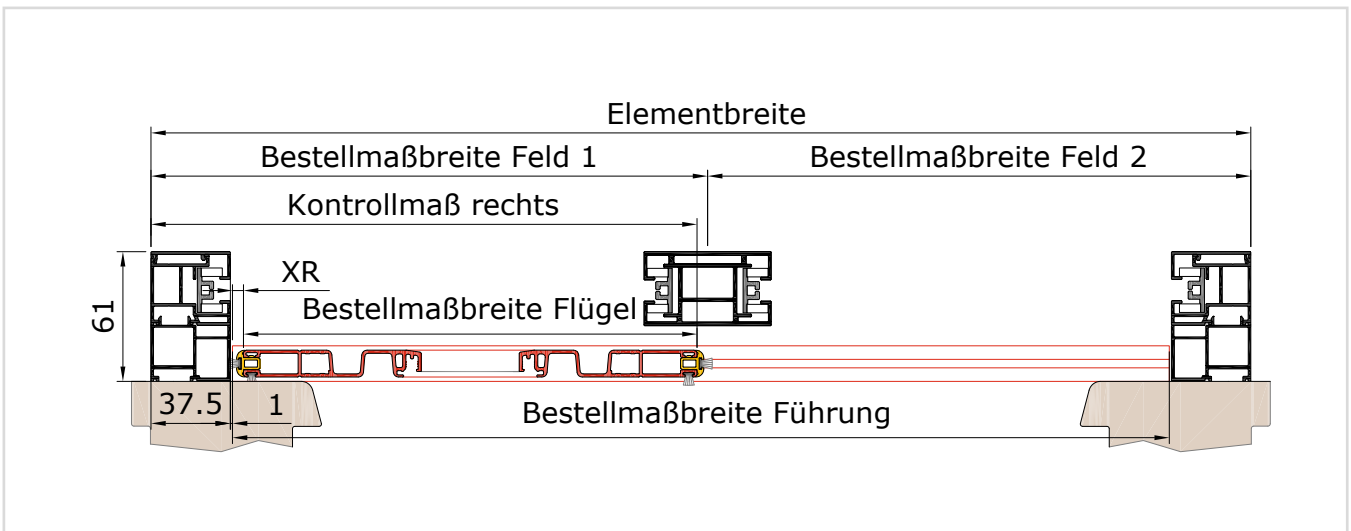 Elementbreite
Bestellmaßbreite Feld 1
Bestellmaßbreite Feld 2
Kontrollmaß rechts
XR
Bestellmaßbreite Flügel
61
37.5
1
Bestellmaßbreite Führung